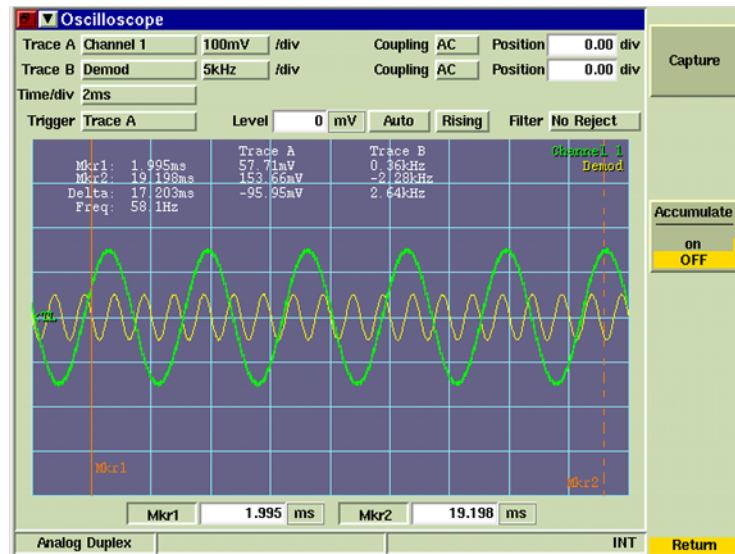 Oscilloscope
Trace A Channel 1 100mV /div Coupling AC Position 0.00 div
Trace B Demod 5kHz /div Coupling AC Position 0.00 div
Time/div 2ms
Trigger Trace A Level 0 mV Auto Rising Filter No Reject
Capture
Trace A Trace B Channel 1
Mkr1: 1.995ms 57.71mV 0.36kHz Demod
Mkr2: 19.198ms 153.66mV -2.28kHz
Delta: 17.203ms -95.95mV 2.64kHz
Freq: 58.1Hz
Accumulate
on
OFF
Mkr1
Mkr2
Mkr1 1.995 ms Mkr2 19.198 ms
Analog Duplex INT
Return